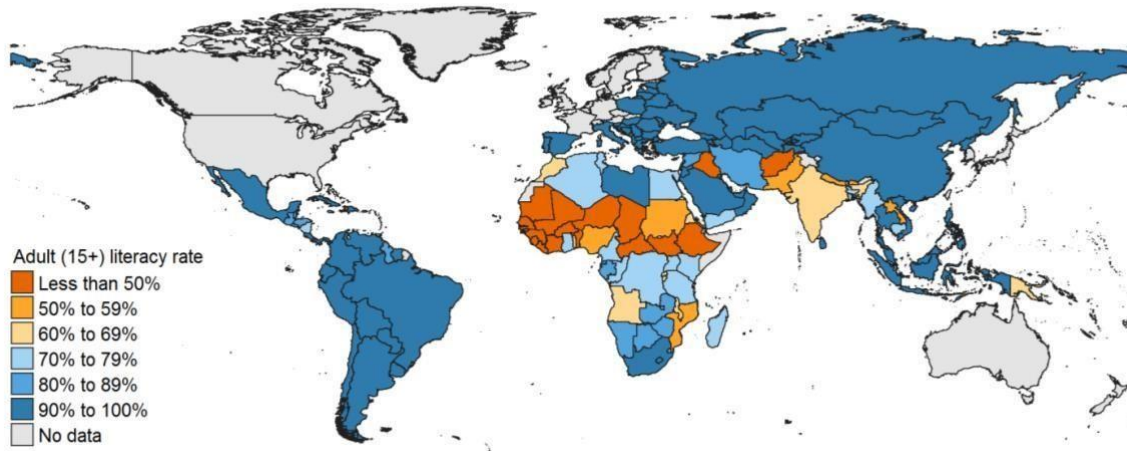 Adult (15+) literacy rate
Less than 50%
50% to 59%
60% to 69%
70% to 79%
80% to 89%
90% to 100%
No data